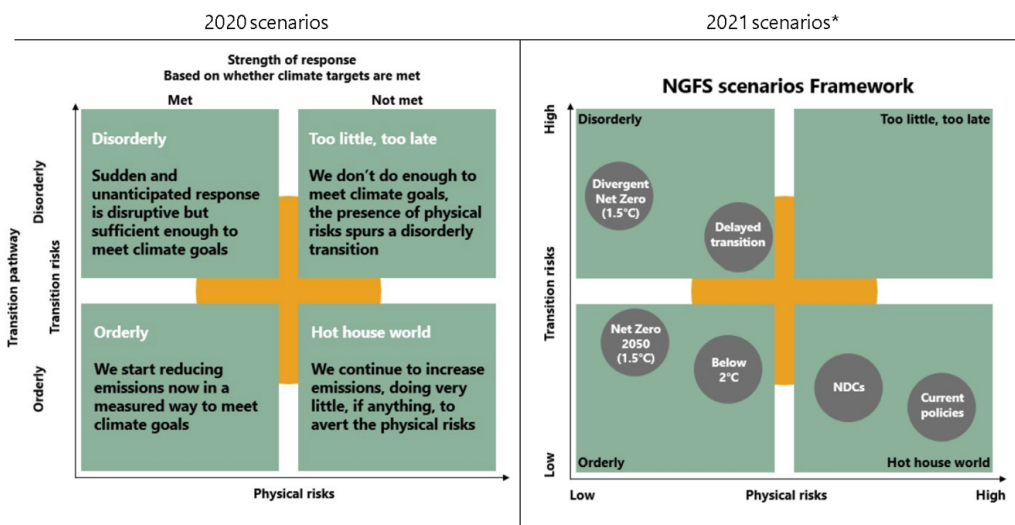 2020 scenarios
Strength of response
Based on whether climate targets are met
Met
Not met
Transition pathway
Transition risks
Disorderly
Orderly
Disorderly
Sudden and
unanticipated response
is disruptive but
sufficient enough to
meet climate goals
Too little, too late
We don't do enough to
meet climate goals,
the presence of physical
risks spurs a disorderly
transition
Orderly
We start reducing
emissions now in a
measured way to meet
climate goals
Hot house world
We continue to increase
emissions, doing very
little, if anything, to
avert the physical risks
Physical risks
2021 scenarios*
NGFS scenarios Framework
High
Transition risks
Low
Disorderly
Too little, too late
Divergent
Net Zero
(1.5°C)
Delayed
transition
Net Zero
2050
(1.5°C)
Below
2°C
NDCs
Current
policies
Orderly
Hot house world
Low
Physical risks
High